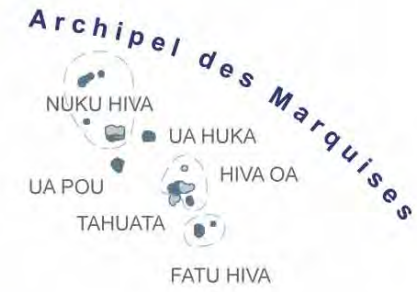 Archipel des Marquises
NUKU HIVA
UA HUKA
HIVA OA
UA POU
TAHUATA
FATU HIVA